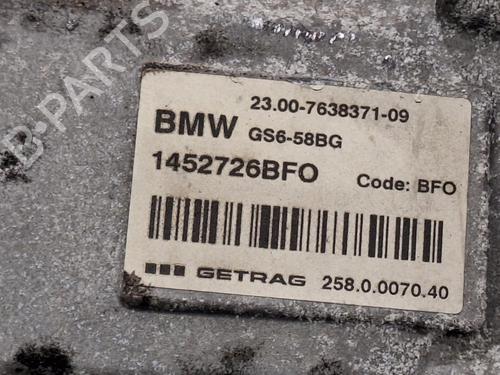 B-PARTS
23.00-7638371-09
BMW GS6-58BG
1452726BFO Code: BFO
GETRAG 258.0.0070.40